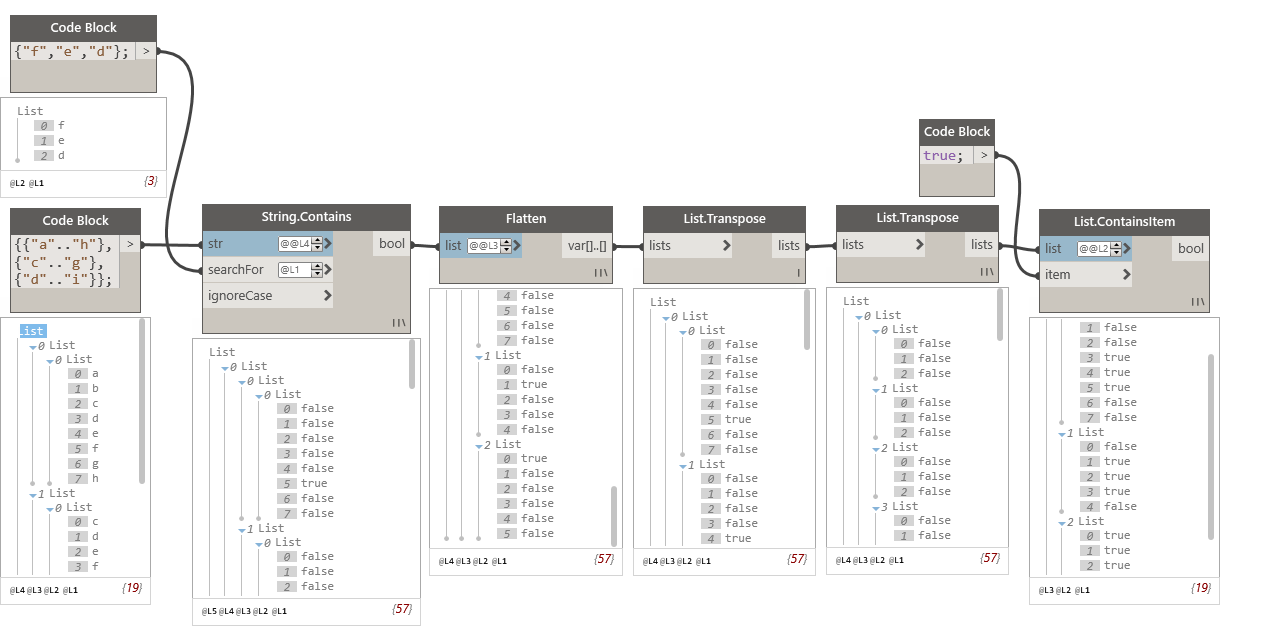 Code Block
{"f","e","d"}; >
List
0 f
1 e
2 d
@L2 @L1 {3}
Code Block
{{"a".."h"}, >
{"c".."g"},
{"d".."i"}};
List
0 List
0 List
0 a
1 b
2 c
3 d
4 e
5 f
6 g
7 h
1 List
0 List
0 c
1 d
2 e
3 f
@L4 @L3 @L2 @L1 {19}
String.Contains
str @@L4 > bool
searchFor @L1 >
ignoreCase >
List
0 List
0 List
0 List
0 false
1 false
2 false
3 false
4 false
5 true
6 false
7 false
1 List
0 List
0 false
1 false
2 false
@L5 @L4 @L3 @L2 @L1 {57}
Flatten
list @@L3 > var[]..[]
4 false
5 false
6 false
7 false
1 List
0 false
1 true
2 false
3 false
4 false
2 List
0 true
1 false
2 false
3 false
4 false
5 false
@L4 @L3 @L2 @L1 {57}
List.Transpose
lists > lists
List
0 List
0 List
0 false
1 false
2 false
3 false
4 false
5 true
6 false
7 false
1 List
0 false
1 false
2 false
3 false
4 true
@L4 @L3 @L2 @L1 {57}
List.Transpose
lists > lists
List
0 List
0 List
0 false
1 false
2 false
1 List
0 false
1 false
2 false
2 List
0 false
1 false
2 false
3 List
0 false
1 false
@L4 @L3 @L2 @L1 {57}
Code Block
true; >
List.ContainsItem
list @@L2 > bool
item >
1 false
2 false
3 true
4 true
5 true
6 false
7 false
1 List
0 false
1 true
2 true
3 true
4 false
2 List
0 true
1 true
2 true
@L3 @L2 @L1 {19}